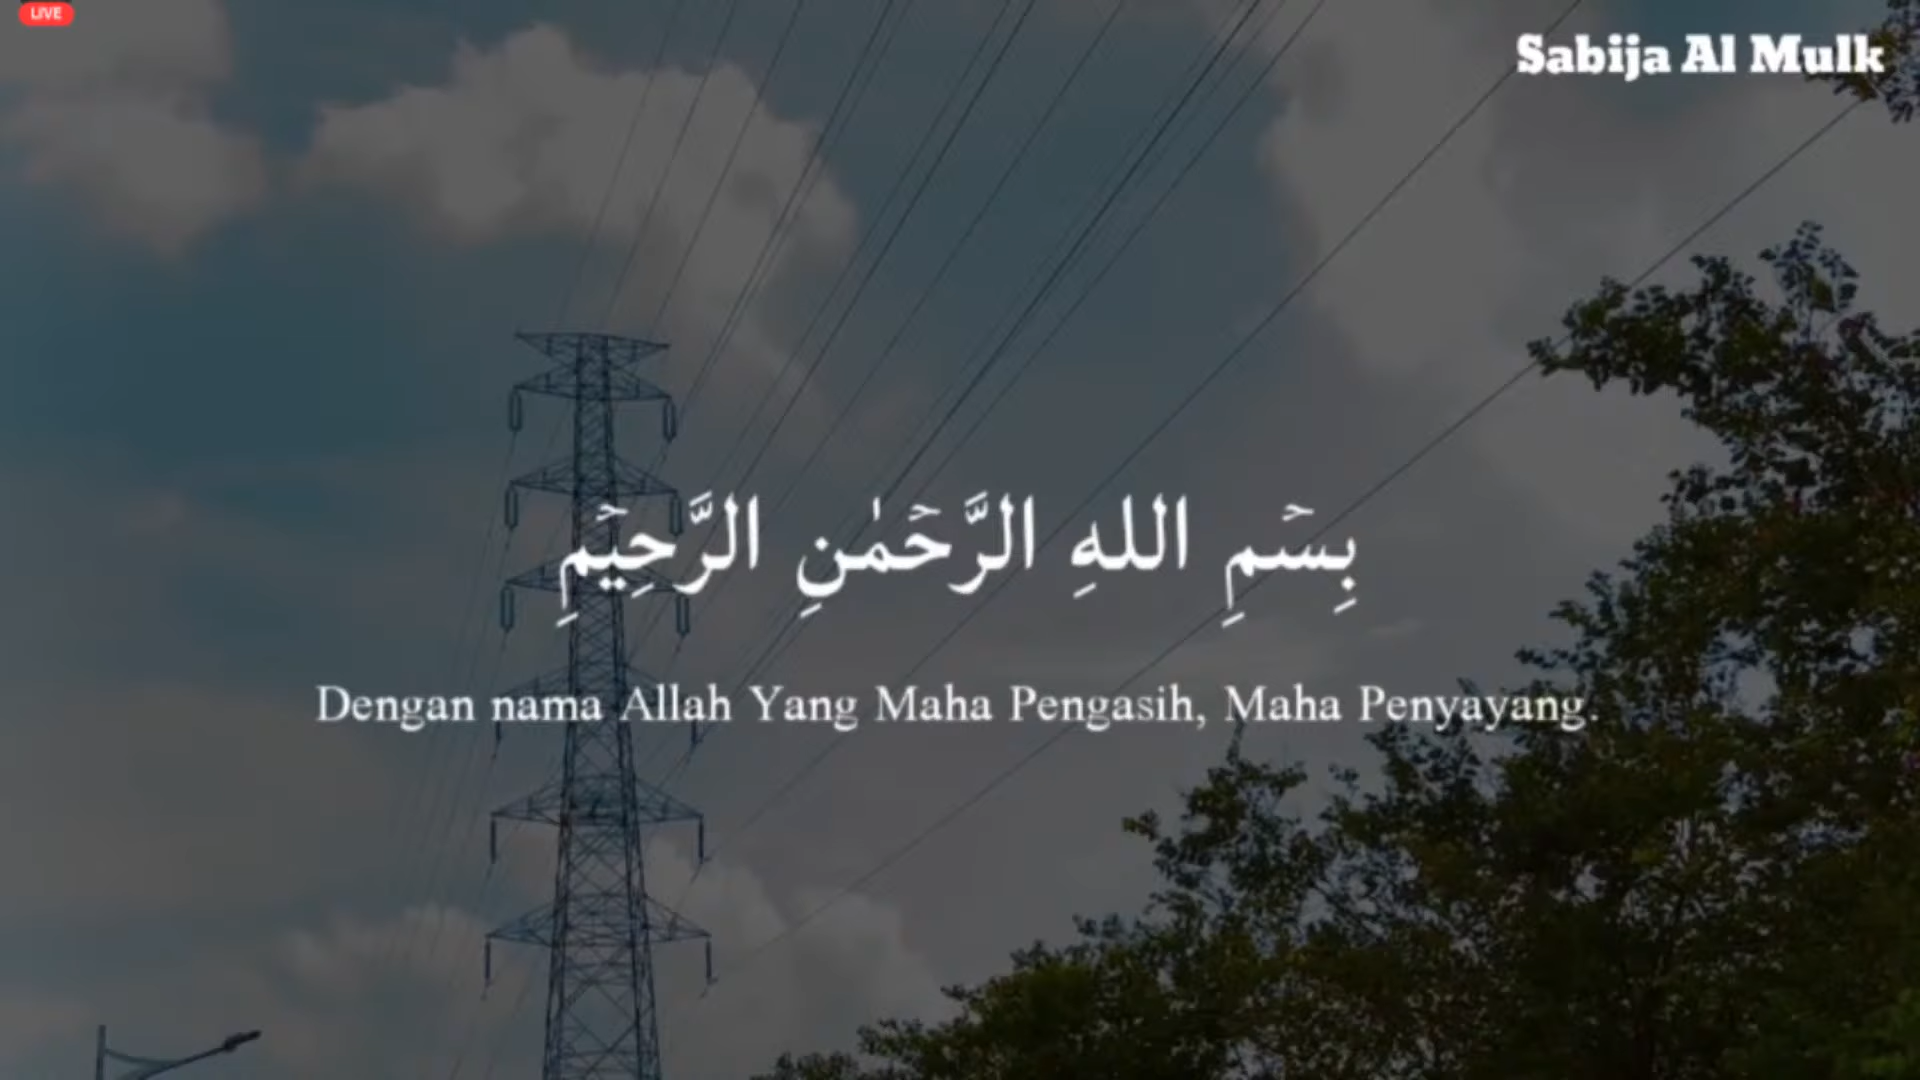 LIVE
Sabija Al Mulk
بِسْمِ اللهِ الرَّحْمٰنِ الرَّحِيْمِ
Dengan nama Allah Yang Maha Pengasih, Maha Penyayang.